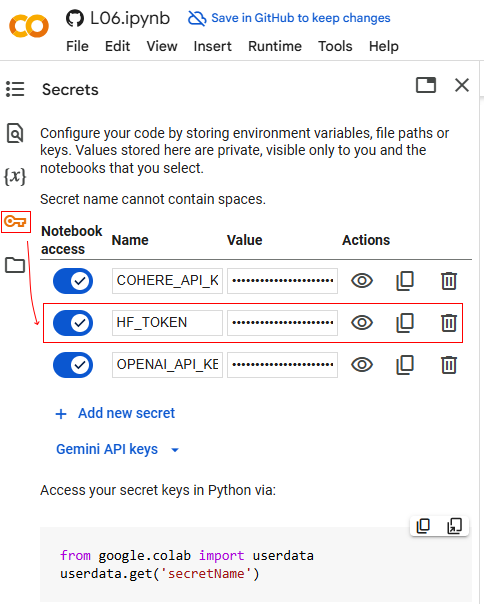 L06.ipynb Save in GitHub to keep changes
File Edit View Insert Runtime Tools Help
Secrets
Configure your code by storing environment variables, file paths or
keys. Values stored here are private, visible only to you and the
notebooks that you select.
Secret name cannot contain spaces.
Notebook
access Name Value Actions
COHERE_API_K ••••••••••••••••••••••
HF_TOKEN ••••••••••••••••••••••
OPENAI_API_KE ••••••••••••••••••••••
+ Add new secret
Gemini API keys
Access your secret keys in Python via:
from google.colab import userdata
userdata.get('secretName')
{x}